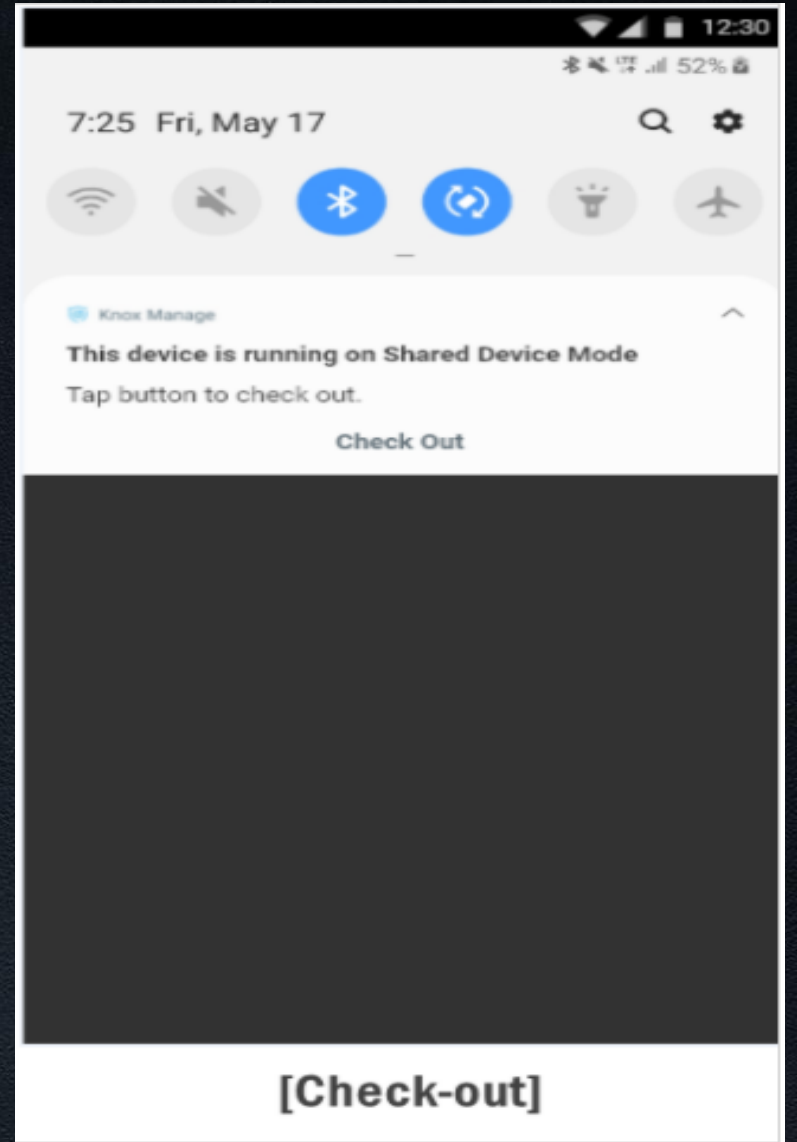 12:30
LTE+ 52%
7:25 Fri, May 17
Knox Manage
This device is running on Shared Device Mode
Tap button to check out.
Check Out
[Check-out]